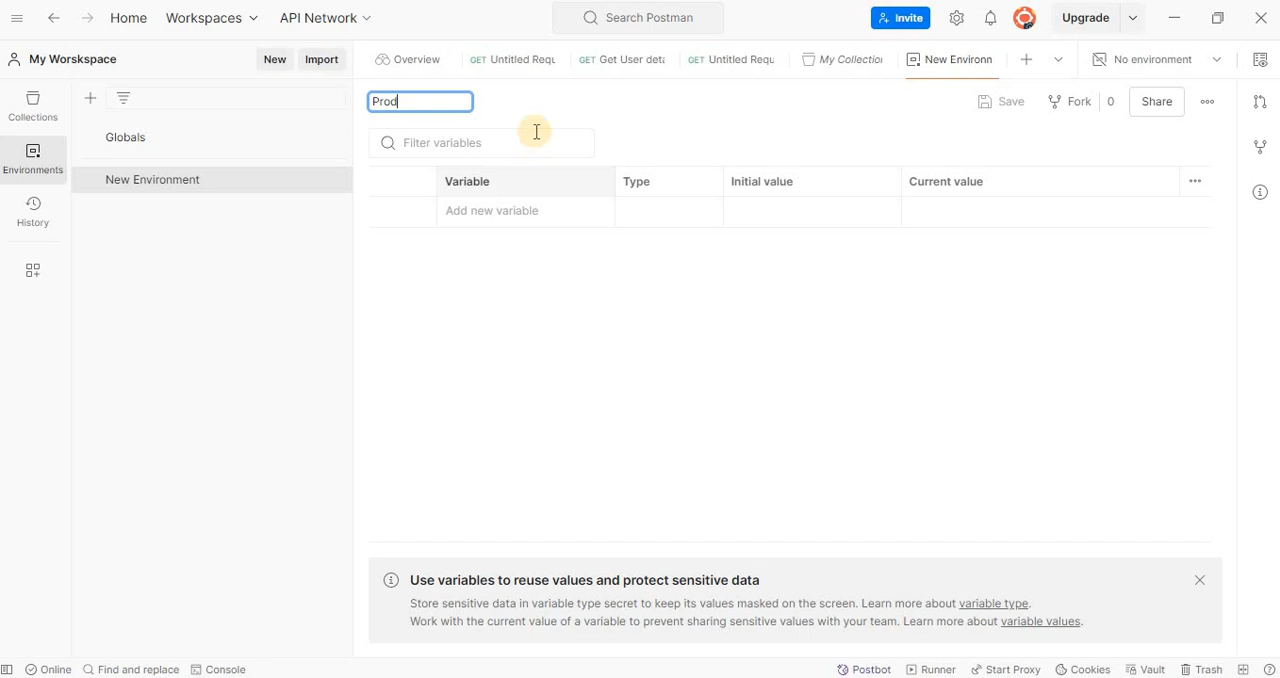 Home Workspaces API Network Search Postman Invite Upgrade
My Worskspace New Import Overview GET Untitled Requ GET Get User deta GET Untitled Requ My Collection New Environn No environment
Collections
Environments
History
Globals
New Environment
Prod Save Fork 0 Share
Filter variables
Variable Type Initial value Current value
Add new variable
Use variables to reuse values and protect sensitive data
Store sensitive data in variable type secret to keep its values masked on the screen. Learn more about variable type.
Work with the current value of a variable to prevent sharing sensitive values with your team. Learn more about variable values.
Online Find and replace Console Postbot Runner Start Proxy Cookies Vault Trash